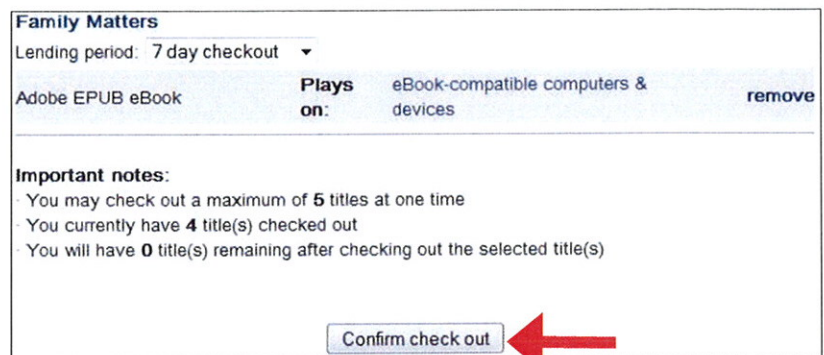 Family Matters
Lending period: 7 day checkout
Adobe EPUB eBook Plays on: eBook-compatible computers & devices remove
Important notes:
· You may check out a maximum of 5 titles at one time
· You currently have 4 title(s) checked out
· You will have 0 title(s) remaining after checking out the selected title(s)
Confirm check out